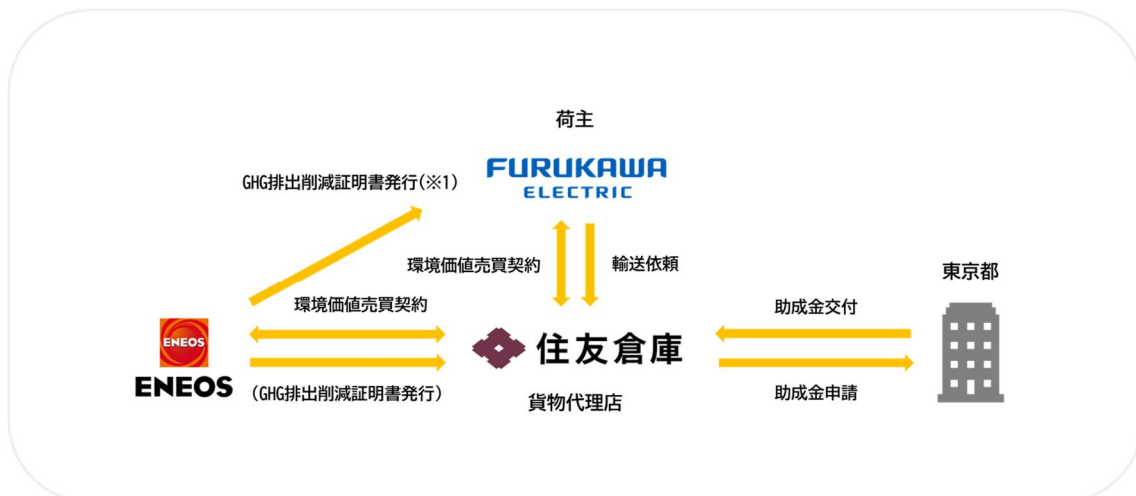 荷主
FURUKAWA
ELECTRIC
GHG排出削減証明書発行(※1)
環境価値売買契約
輸送依頼
東京都
環境価値売買契約
助成金交付
ENEOS
ENEOS
住友倉庫
(GHG排出削減証明書発行)
貨物代理店
助成金申請